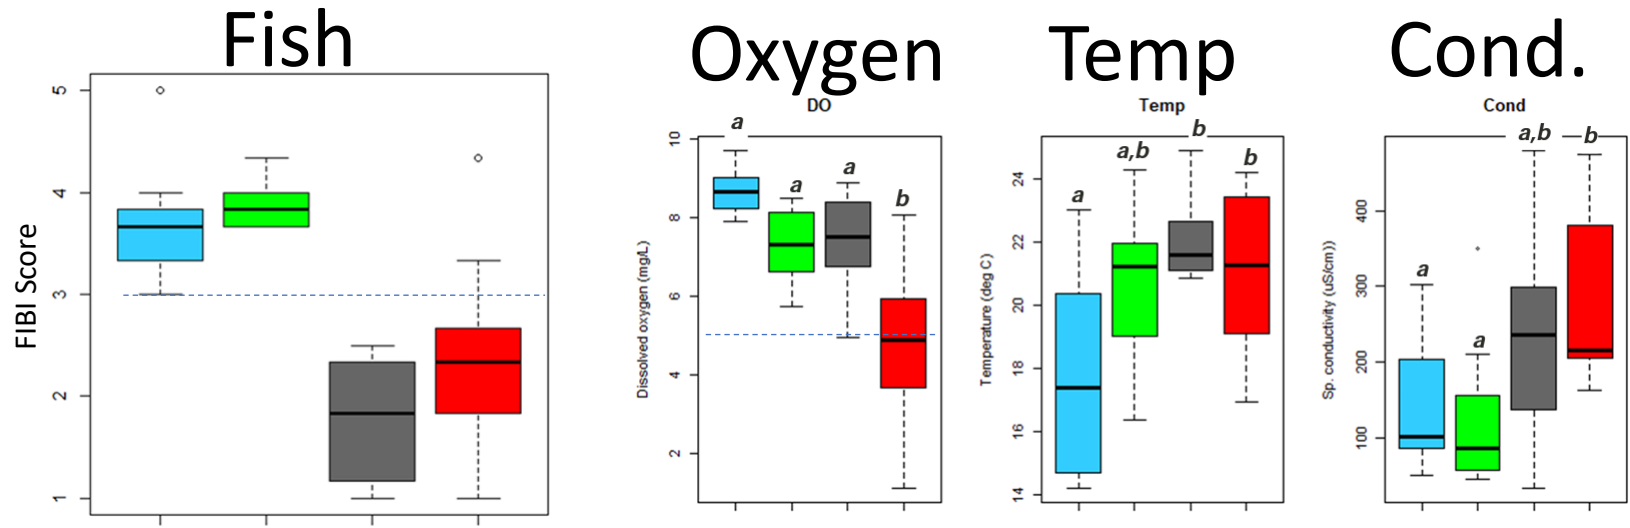 Fish
FIBI Score
5
4
3
2
1
Oxygen
DO
Dissolved oxygen (mg/L)
10
8
6
4
2
a
a
a
b
Temp
Temp
Temperature (deg C)
24
22
20
18
16
14
a
a,b
b
b
Cond.
Cond
Sp. conductivity (uS/cm))
400
300
200
100
a
a
a,b
b